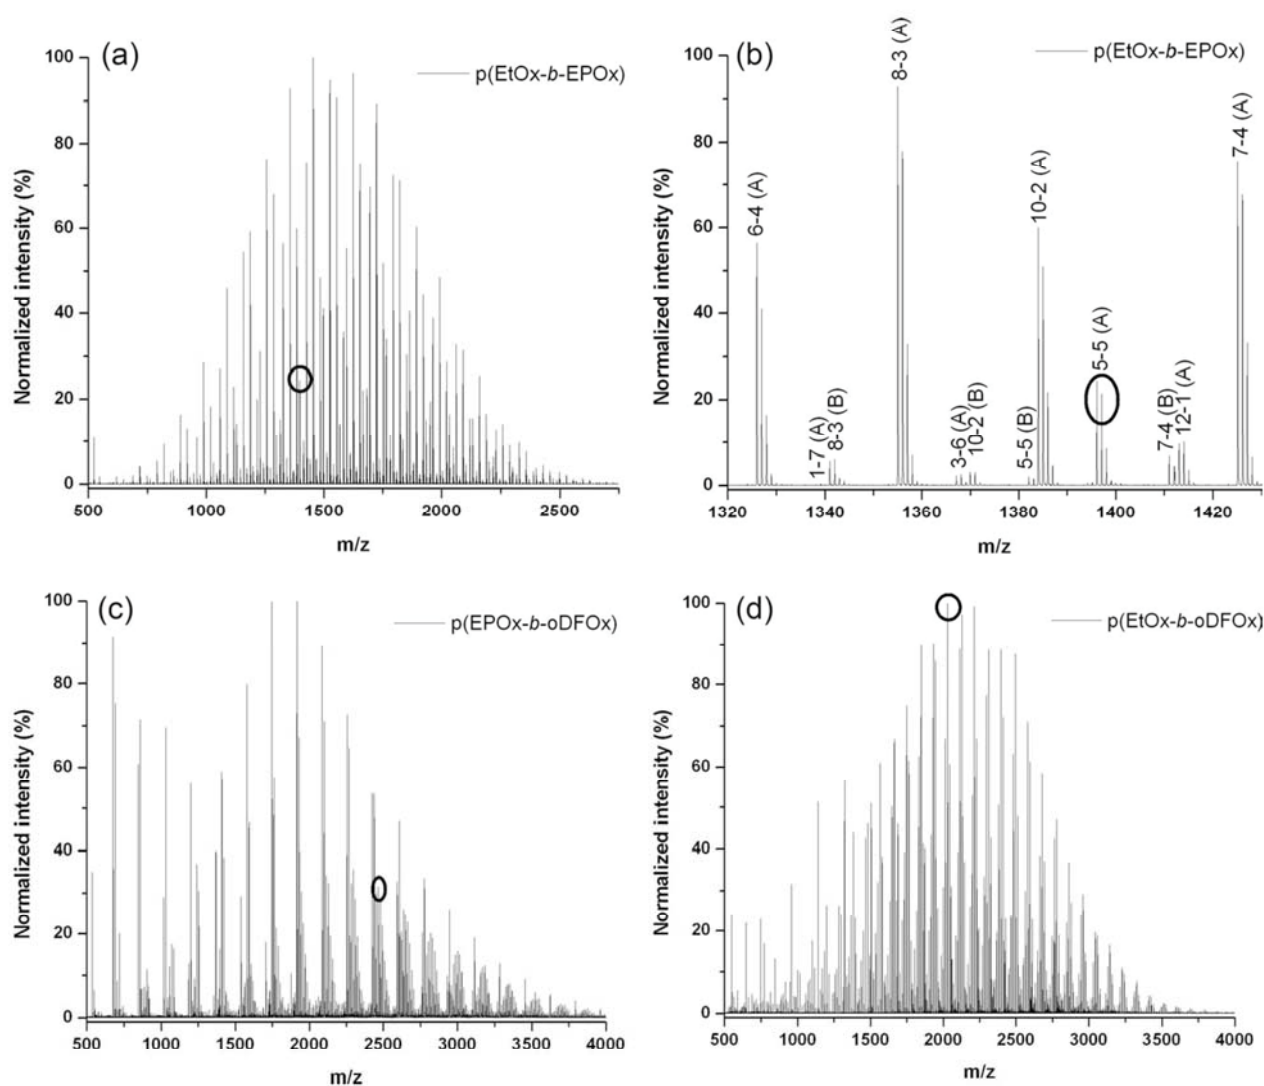 (a)
p(EtOx-b-EPOx)
Normalized intensity (%)
100
80
60
40
20
0
500 1000 1500 2000 2500
m/z
(b)
p(EtOx-b-EPOx)
Normalized intensity (%)
100
80
60
40
20
0
6-4 (A)
1-7 (A)
8-3 (B)
8-3 (A)
3-6 (A)
10-2 (B)
5-5 (B)
10-2 (A)
5-5 (A)
7-4 (B)
12-1 (A)
7-4 (A)
1320 1340 1360 1380 1400 1420
m/z
(c)
p(EPOx-b-oDFOx)
Normalized intensity (%)
100
80
60
40
20
0
500 1000 1500 2000 2500 3000 3500 4000
m/z
(d)
p(EtOx-b-oDFOx)
Normalized intensity (%)
100
80
60
40
20
0
500 1000 1500 2000 2500 3000 3500 4000
m/z